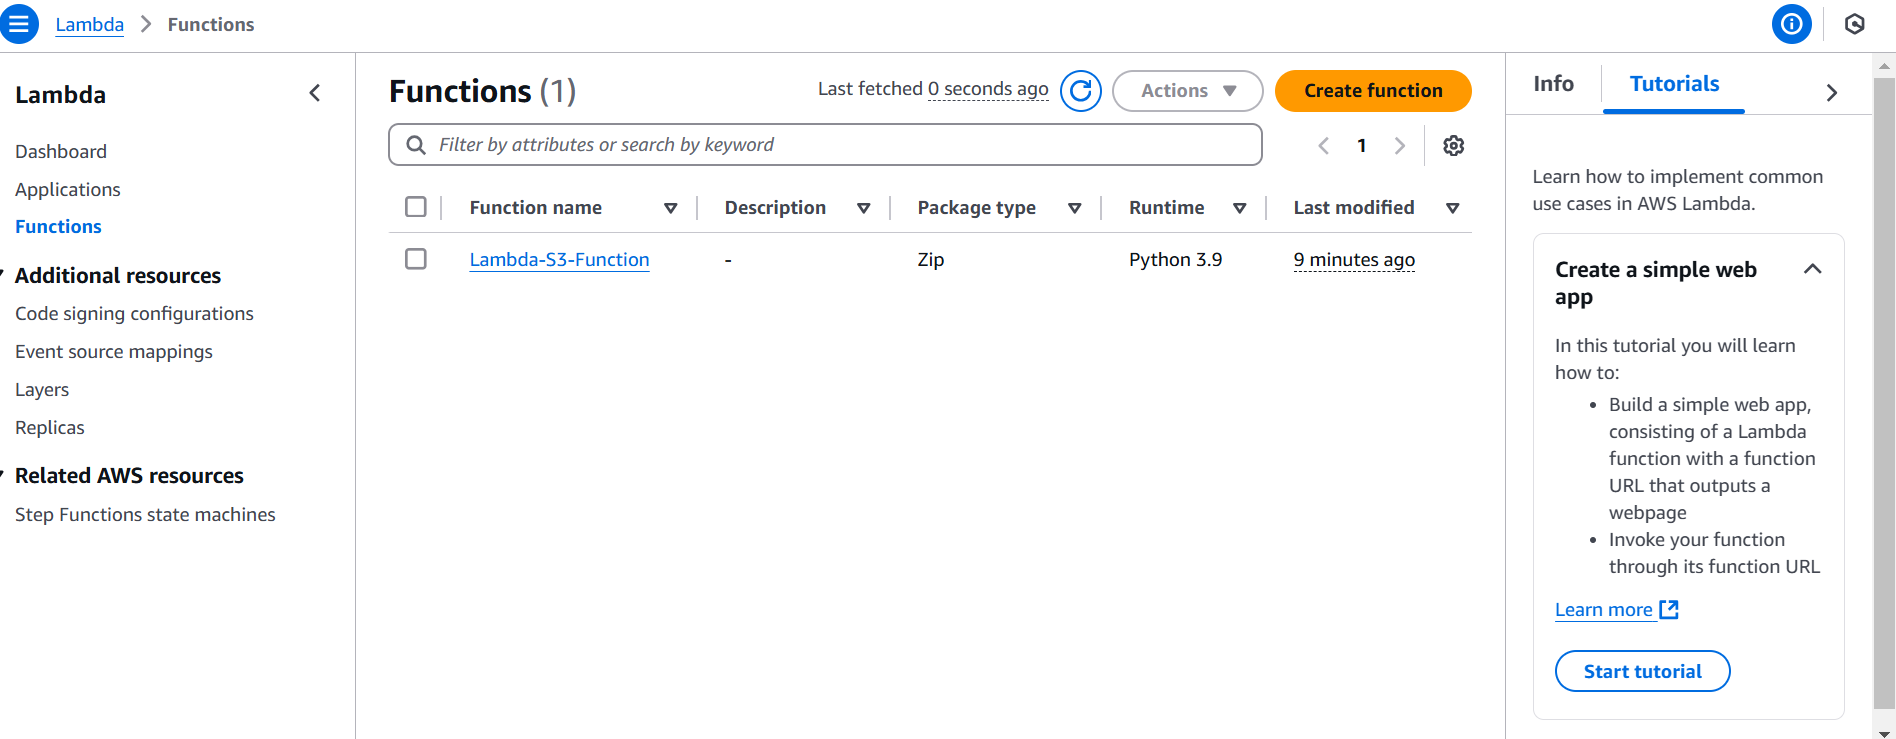 Lambda Functions
Lambda
Dashboard
Applications
Functions
Additional resources
Code signing configurations
Event source mappings
Layers
Replicas
Related AWS resources
Step Functions state machines
Functions (1)
Last fetched 0 seconds ago
Actions
Create function
Filter by attributes or search by keyword
1
Function name Description Package type Runtime Last modified
Lambda-S3-Function - Zip Python 3.9 9 minutes ago
Info Tutorials
Learn how to implement common
use cases in AWS Lambda.
Create a simple web
app
In this tutorial you will learn
how to:
• Build a simple web app,
consisting of a Lambda
function with a function
URL that outputs a
webpage
• Invoke your function
through its function URL
Learn more
Start tutorial